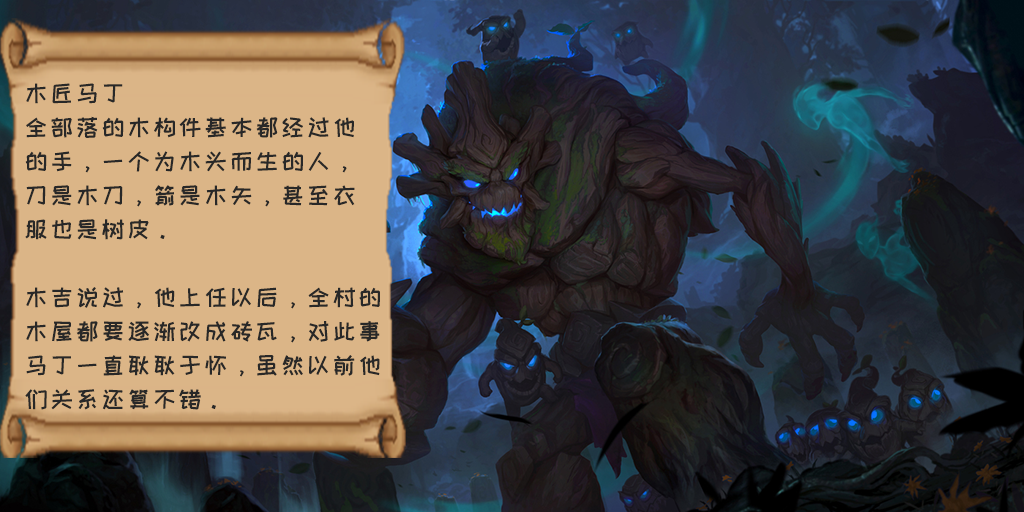 木匠马丁
全部落的木构件基本都经过他
的手，一个为木头而生的人，
刀是木刀，箭是木矢，甚至衣
服也是树皮．
木吉说过，他上任以后，全村的
木屋都要逐渐改成砖瓦，对此事
马丁一直耿耿于怀，虽然以前他
们关系还算不错．